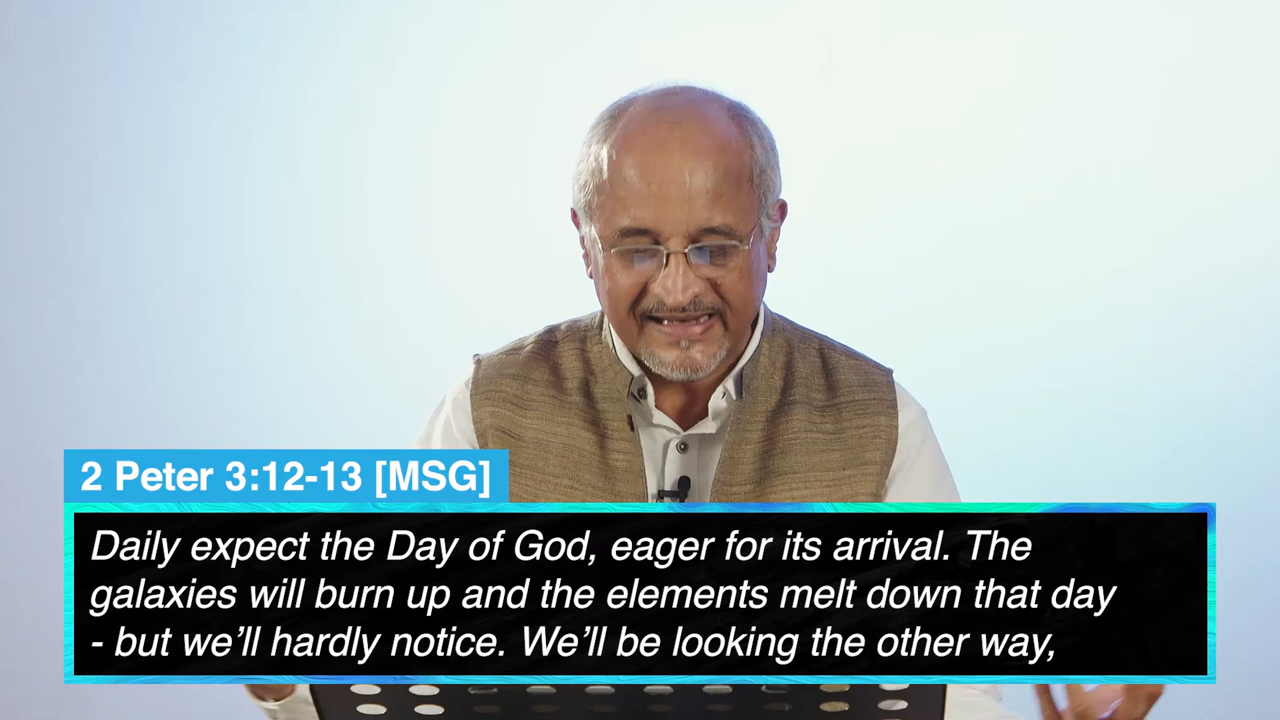 2 Peter 3:12-13 [MSG]
Daily expect the Day of God, eager for its arrival. The
galaxies will burn up and the elements melt down that day
- but we’ll hardly notice. We’ll be looking the other way,